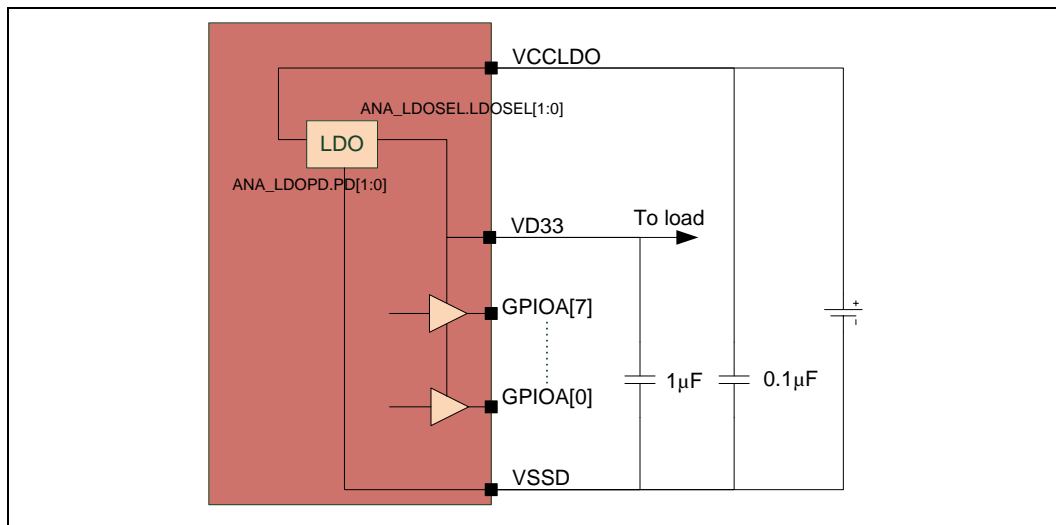 VCCLDO
ANA_LDOSEL.LDOSEL[1:0]
LDO
ANA_LDOPD.PD[1:0]
VD33
To load
GPIOA[7]
+
-
1μF
0.1μF
GPIOA[0]
VSSD